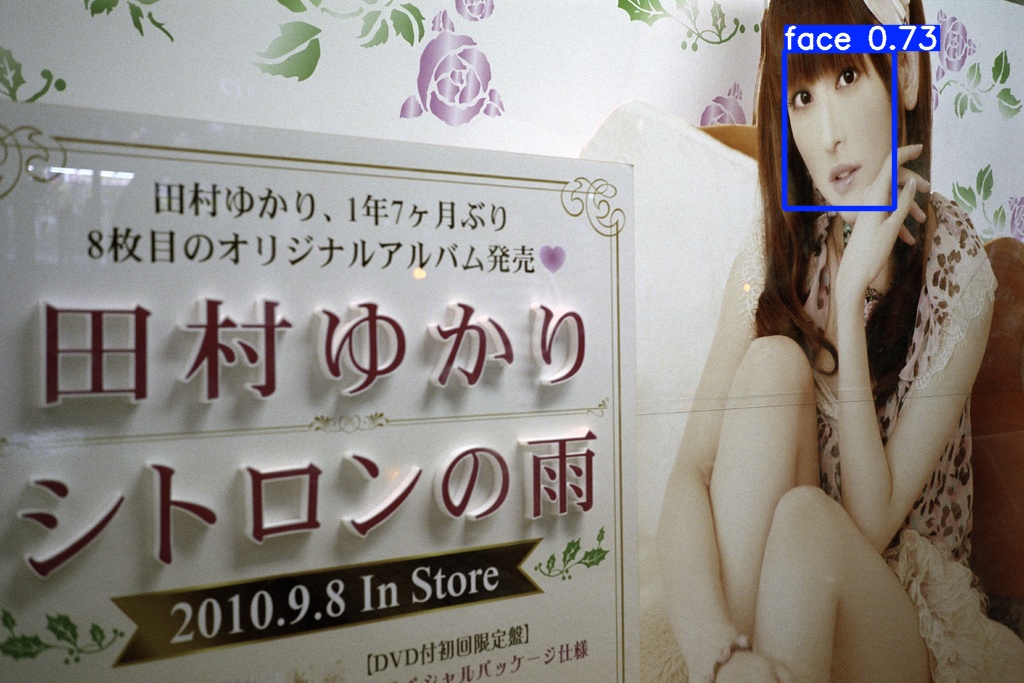 face 0.73
田村ゆかり、1年7ヶ月ぶり
8枚目のオリジナルアルバム発売
田村ゆかり
シトロンの雨
2010.9.8 In Store
【DVD付初回限定盤】
シャルパッケージ仕様